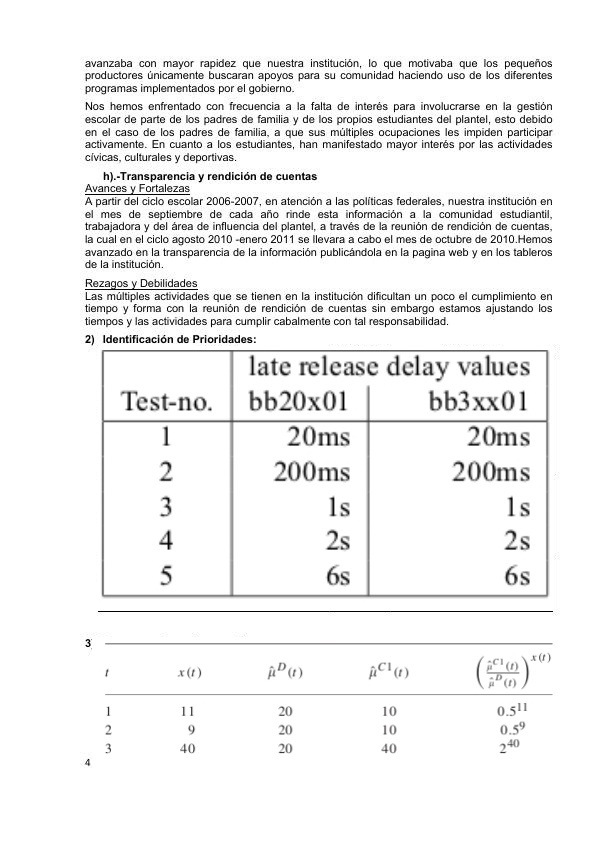 avanzaba con mayor rapidez que nuestra institución, lo que motivaba que los pequeños
productores únicamente buscaran apoyos para su comunidad haciendo uso de los diferentes
programas implementados por el gobierno.
Nos hemos enfrentado con frecuencia a la falta de interés para involucrarse en la gestión
escolar de parte de los padres de familia y de los propios estudiantes del plantel, esto debido
en el caso de los padres de familia, a que sus múltiples ocupaciones les impiden participar
activamente. En cuanto a los estudiantes, han manifestado mayor interés por las actividades
cívicas, culturales y deportivas.
h).-Transparencia y rendición de cuentas
Avances y Fortalezas
A partir del ciclo escolar 2006-2007, en atención a las políticas federales, nuestra institución en
el mes de septiembre de cada año rinde esta información a la comunidad estudiantil,
trabajadora y del área de influencia del plantel, a través de la reunión de rendición de cuentas,
la cual en el ciclo agosto 2010 -enero 2011 se llevara a cabo el mes de octubre de 2010.Hemos
avanzado en la transparencia de la información publicándola en la pagina web y en los tableros
de la institución.
Rezagos y Debilidades
Las múltiples actividades que se tienen en la institución dificultan un poco el cumplimiento en
tiempo y forma con la reunión de rendición de cuentas sin embargo estamos ajustando los
tiempos y las actividades para cumplir cabalmente con tal responsabilidad.
2) Identificación de Prioridades:
late release delay values
Test-no. bb20x01 bb3xx01
1 20ms 20ms
2 200ms 200ms
3 1s 1s
4 2s 2s
5 6s 6s
3
t x(t) μ̂^D(t) μ̂^C1(t) (μ̂^C1(t)/μ̂^D(t))^x(t)
1 11 20 10 0.5^11
2 9 20 10 0.5^9
3 40 20 40 2^40
4